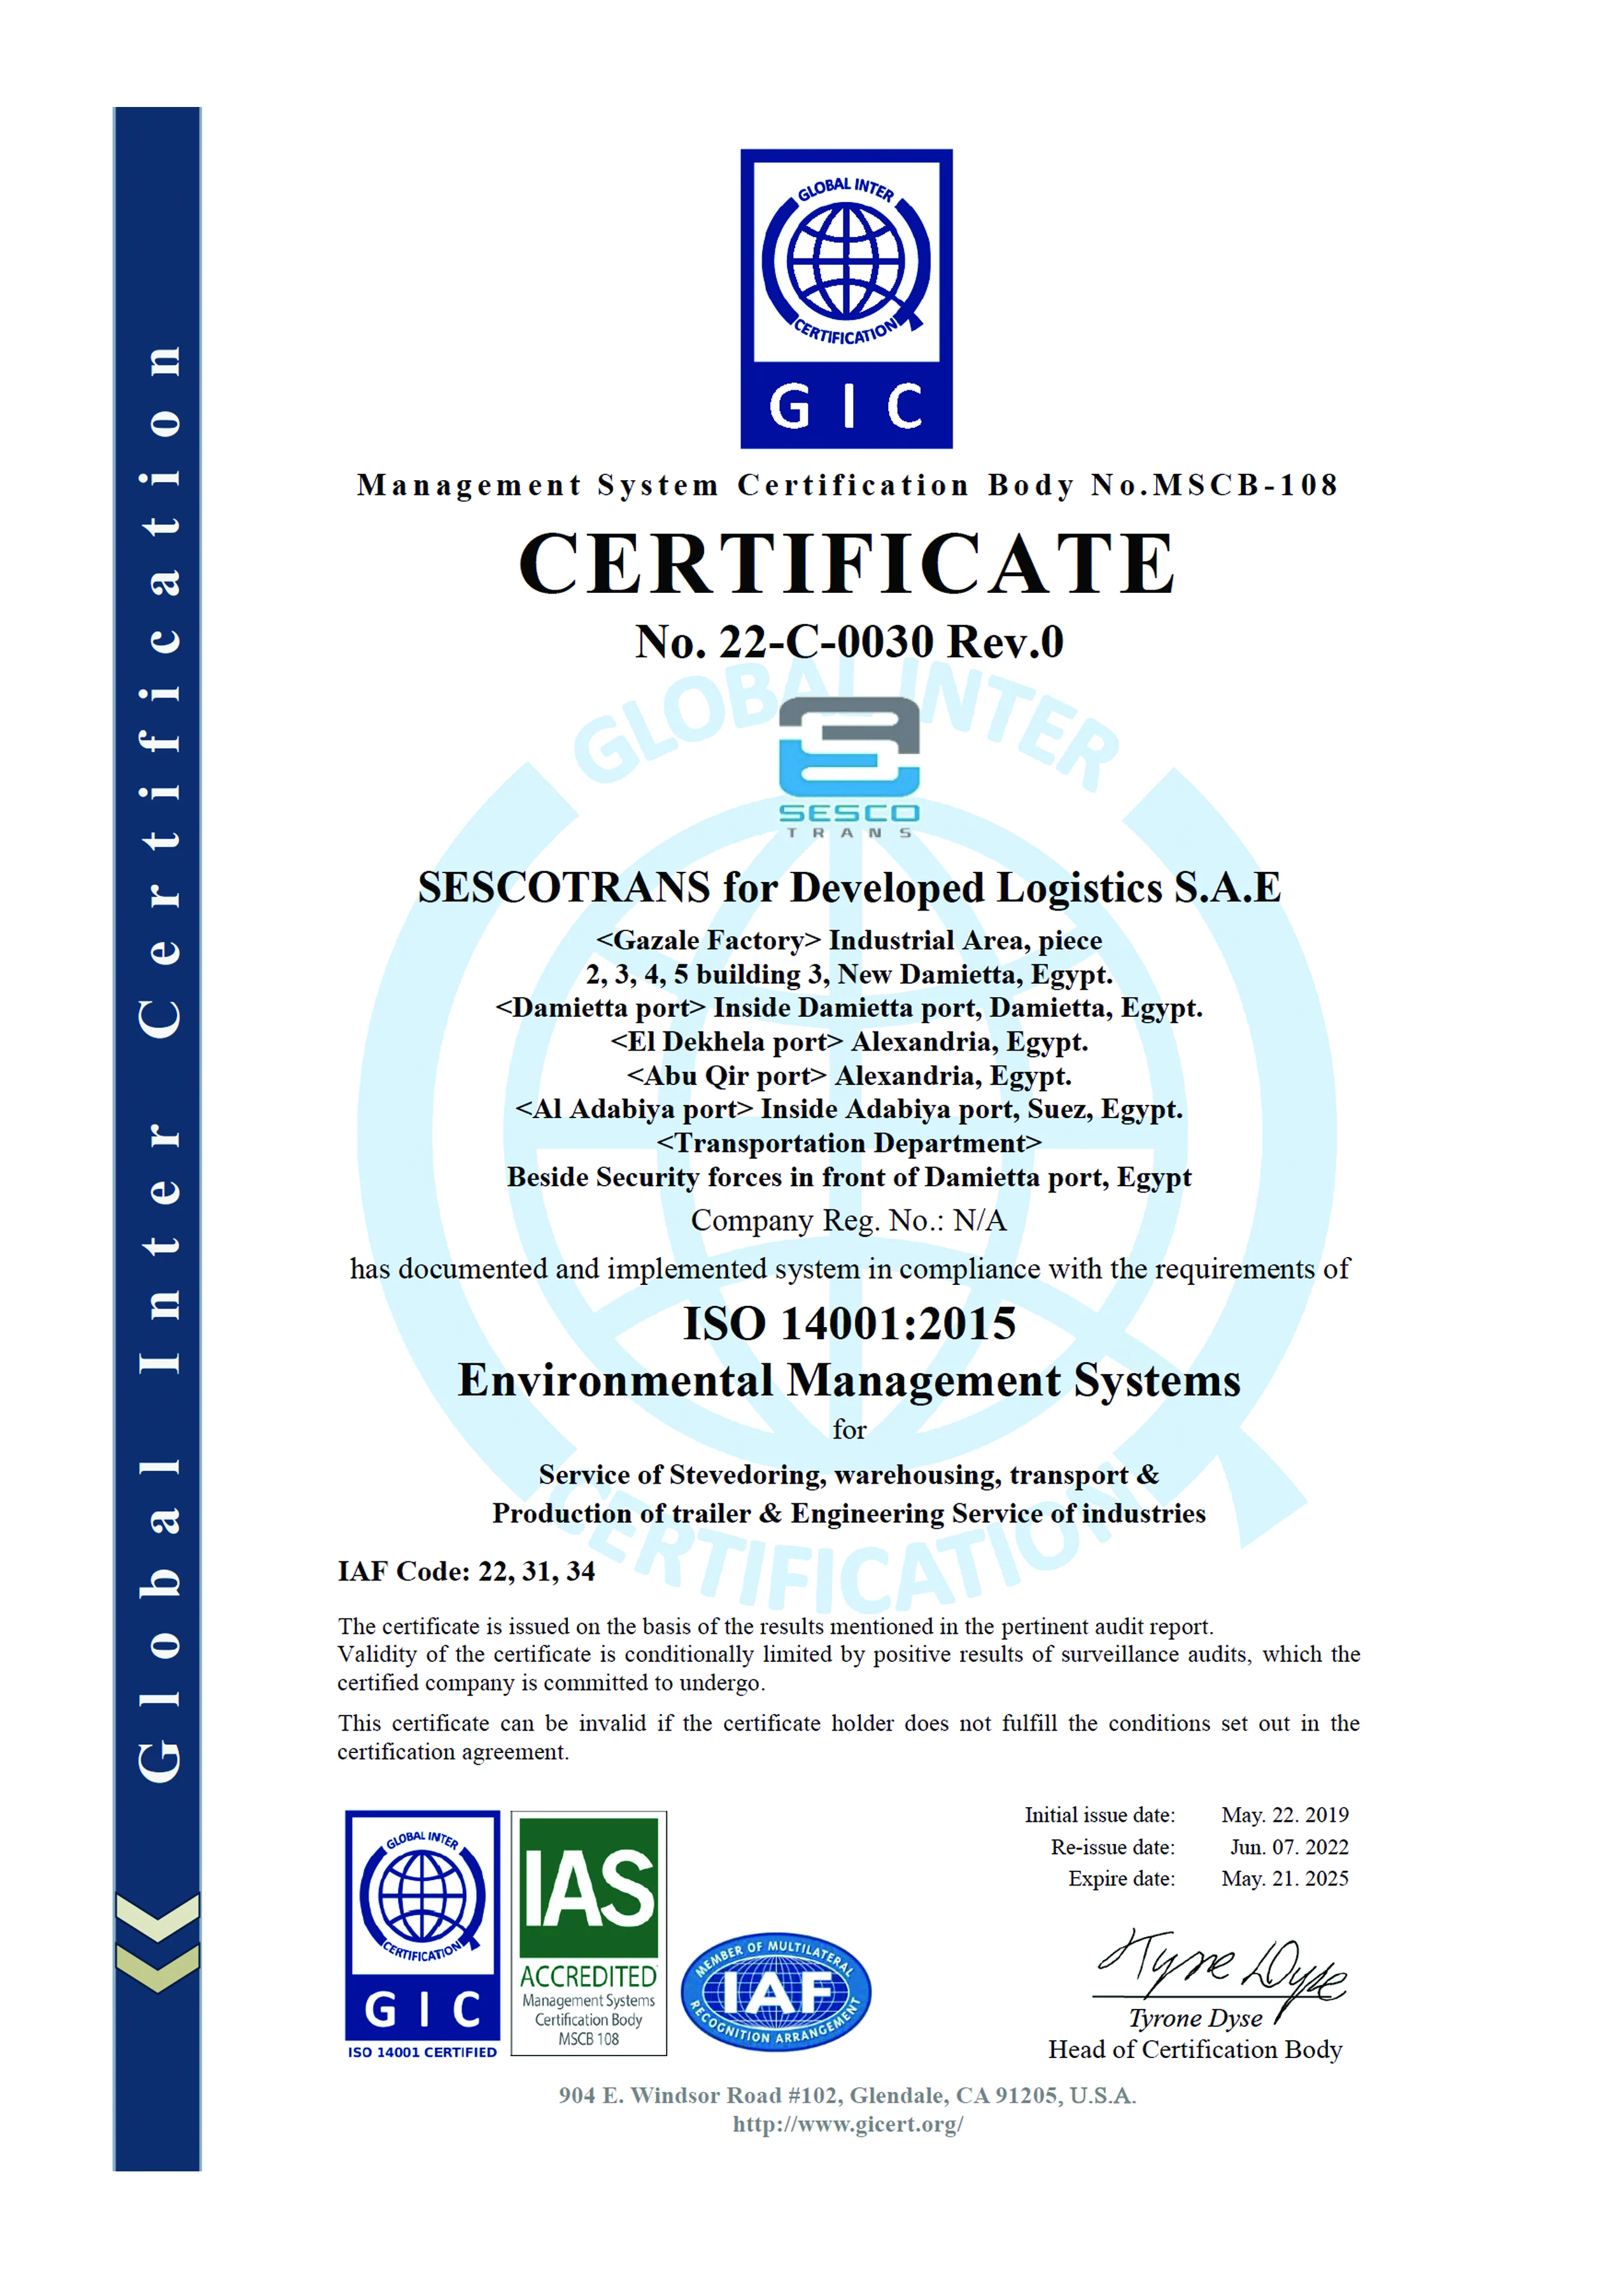 Global Inter Certification
GLOBAL INTER
CERTIFICATION
GIC
Management System Certification Body No.MSCB-108
CERTIFICATE
No. 22-C-0030 Rev.0
GLOBAL INTER
SESCO
TRANS
SESCOTRANS for Developed Logistics S.A.E
<Gazale Factory> Industrial Area, piece
2, 3, 4, 5 building 3, New Damietta, Egypt.
<Damietta port> Inside Damietta port, Damietta, Egypt.
<El Dekhela port> Alexandria, Egypt.
<Abu Qir port> Alexandria, Egypt.
<Al Adabiya port> Inside Adabiya port, Suez, Egypt.
<Transportation Department>
Beside Security forces in front of Damietta port, Egypt
Company Reg. No.: N/A
has documented and implemented system in compliance with the requirements of
ISO 14001:2015
Environmental Management Systems
for
Service of Stevedoring, warehousing, transport &
Production of trailer & Engineering Service of industries
CERTIFICATION
IAF Code: 22, 31, 34
The certificate is issued on the basis of the results mentioned in the pertinent audit report.
Validity of the certificate is conditionally limited by positive results of surveillance audits, which the
certified company is committed to undergo.
This certificate can be invalid if the certificate holder does not fulfill the conditions set out in the
certification agreement.
Initial issue date: May. 22. 2019
Re-issue date: Jun. 07. 2022
Expire date: May. 21. 2025
GLOBAL INTER
CERTIFICATION
GIC
ISO 14001 CERTIFIED
IAS
ACCREDITED
Management Systems
Certification Body
MSCB 108
MEMBER OF MULTILATERAL
IAF
RECOGNITION ARRANGEMENT
Tyrone Dyse
Tyrone Dyse
Head of Certification Body
904 E. Windsor Road #102, Glendale, CA 91205, U.S.A.
http://www.gicert.org/